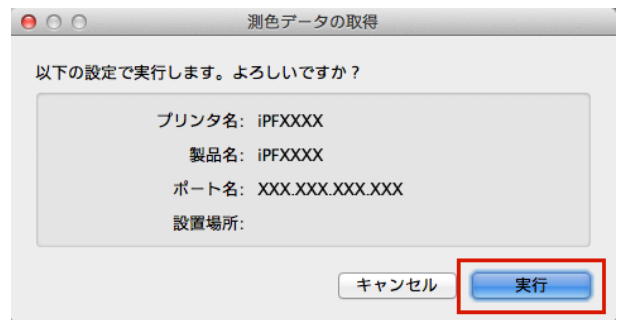 測色データの取得
以下の設定で実行します。よろしいですか？
プリンタ名: iPFXXXX
製品名: iPFXXXX
ポート名: XXX.XXX.XXX.XXX
設置場所:
キャンセル 実行